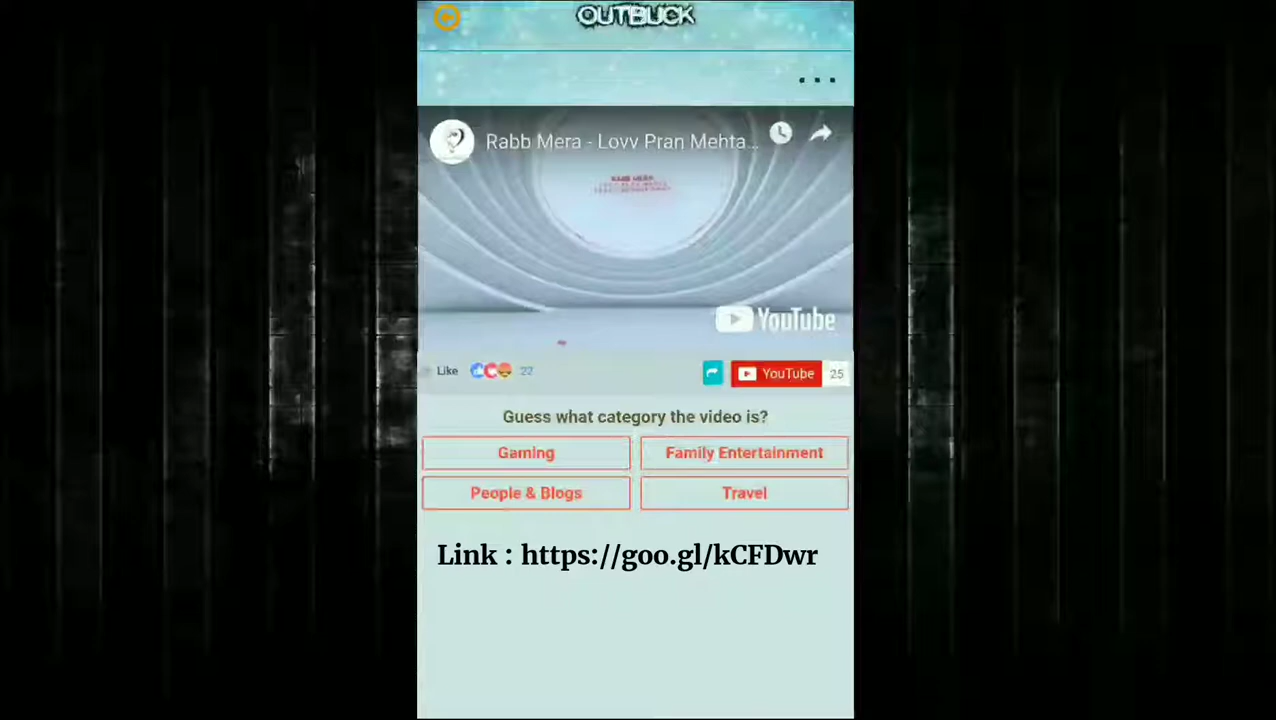 OUTBUCK
Rabb Mera - Lovv Pran Mehta...
YouTube
Like 22 YouTube 25
Guess what category the video is?
Gaming Family Entertainment
People & Blogs Travel
Link : https://goo.gl/kCFDwr